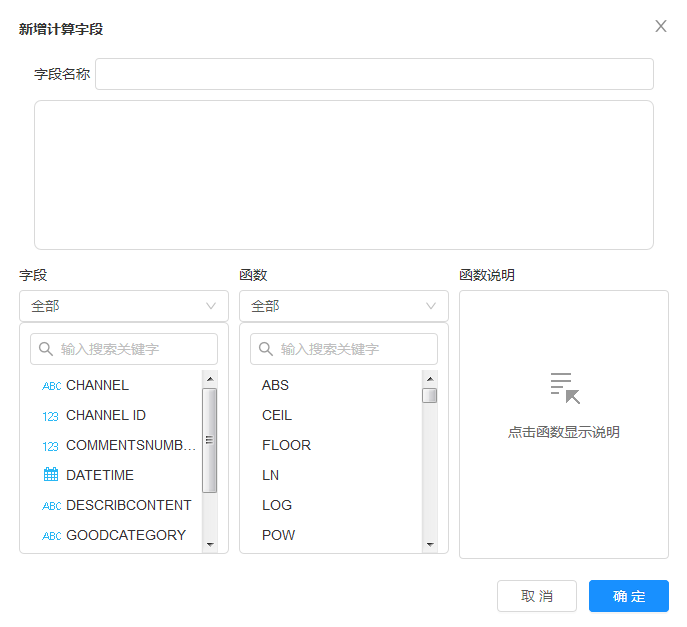 新增计算字段
字段名称
字段 函数 函数说明
全部 全部
输入搜索关键字 输入搜索关键字
ABC CHANNEL ABS
123 CHANNEL ID CEIL
123 COMMENTSNUMB... FLOOR
DATETIME LN
ABC DESCRIBCONTENT LOG
ABC GOODCATEGORY POW
点击函数显示说明
取 消 确 定